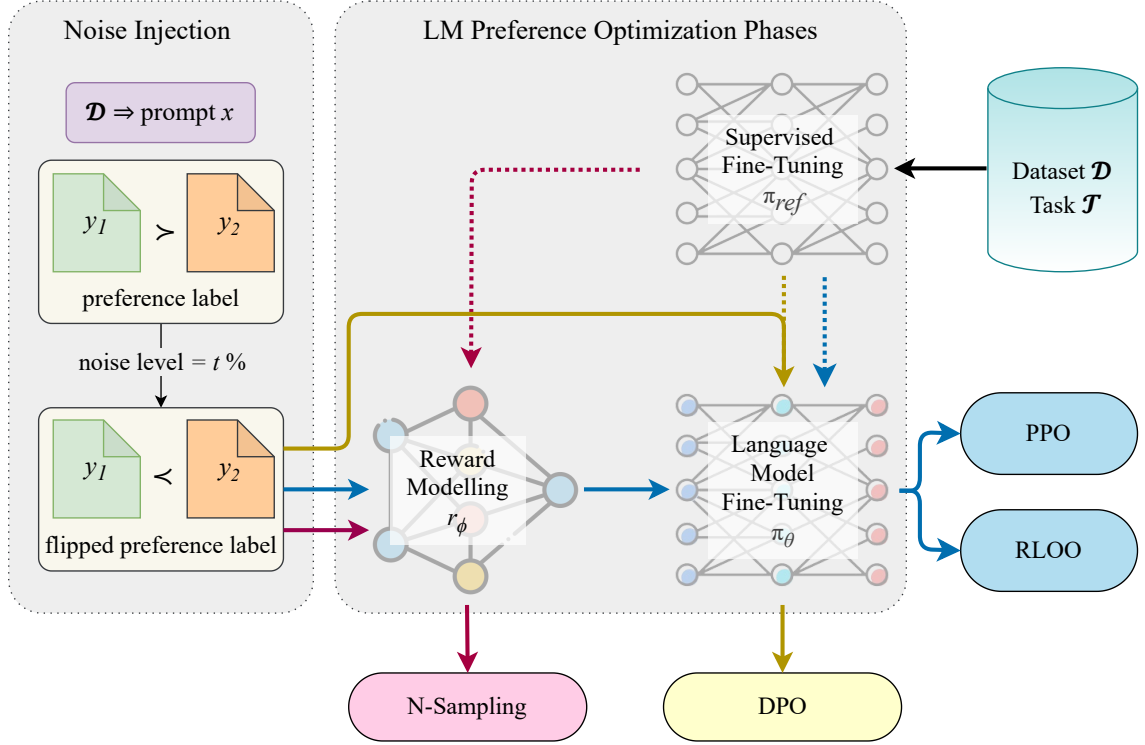 Noise Injection
𝓓 ⇒ prompt x
y1
≻
y2
preference label
noise level = t %
y1
≺
y2
flipped preference label
LM Preference Optimization Phases
Supervised
Fine-Tuning
πref
Dataset 𝓓
Task 𝓣
Reward
Modelling
rϕ
Language
Model
Fine-Tuning
πθ
PPO
RLOO
N-Sampling
DPO